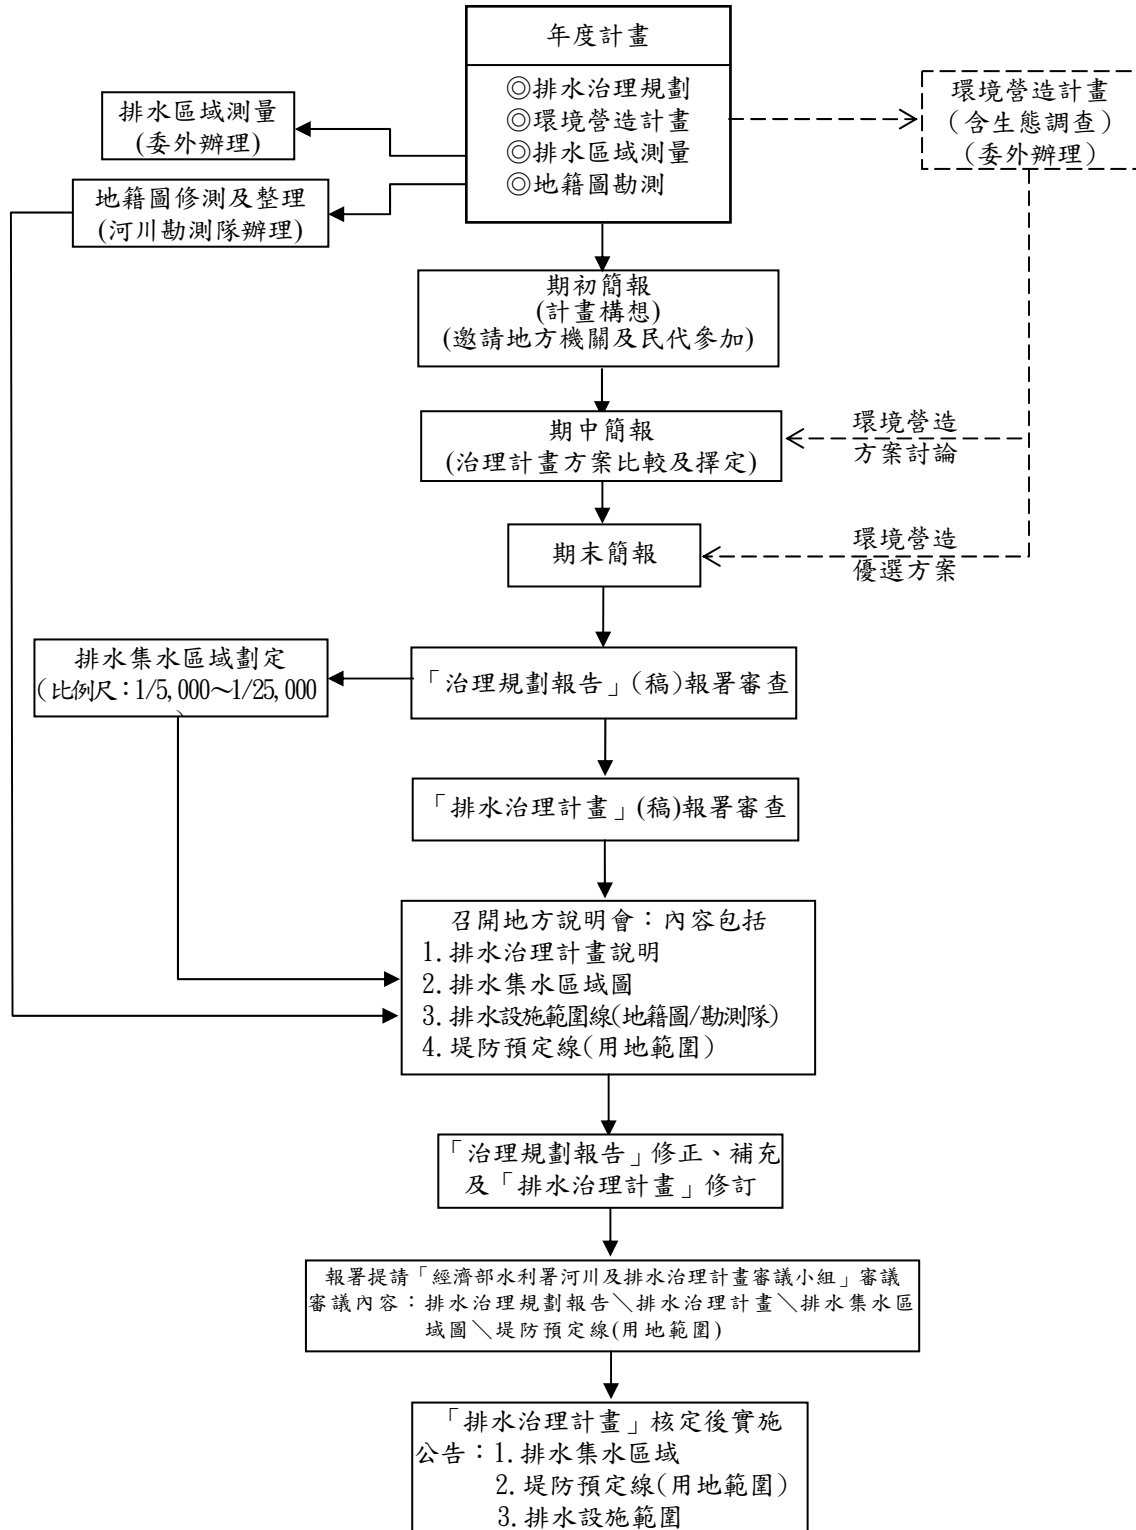 年度計畫
◎排水治理規劃
◎環境營造計畫
◎排水區域測量
◎地籍圖勘測
排水區域測量
(委外辦理)
地籍圖修測及整理
(河川勘測隊辦理)
環境營造計畫
(含生態調查)
(委外辦理)
期初簡報
(計畫構想)
(邀請地方機關及民代參加)
期中簡報
(治理計畫方案比較及擇定)
環境營造
方案討論
期末簡報
環境營造
優選方案
排水集水區域劃定
(比例尺：1/5,000～1/25,000
)
「治理規劃報告」(稿)報署審查
「排水治理計畫」(稿)報署審查
召開地方說明會：內容包括
1.排水治理計畫說明
2.排水集水區域圖
3.排水設施範圍線(地籍圖/勘測隊)
4.堤防預定線(用地範圍)
「治理規劃報告」修正、補充
及「排水治理計畫」修訂
報署提請「經濟部水利署河川及排水治理計畫審議小組」審議
審議內容：排水治理規劃報告＼排水治理計畫＼排水集水區
域圖＼堤防預定線(用地範圍)
「排水治理計畫」核定後實施
公告：1.排水集水區域
2.堤防預定線(用地範圍)
3.排水設施範圍